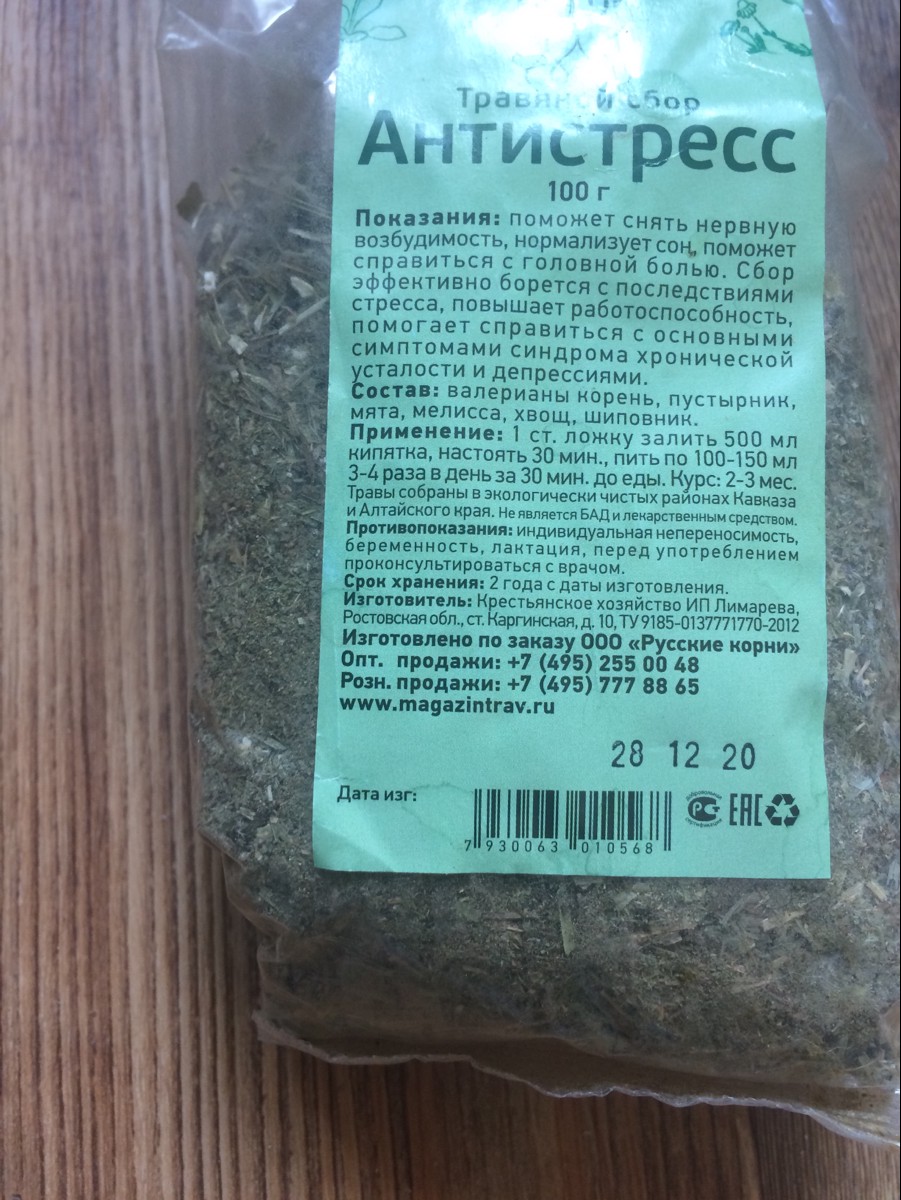 Травяной сбор
Антистресс
100 г
Показания: поможет снять нервную
возбудимость, нормализует сон, поможет
справиться с головной болью. Сбор
эффективно борется с последствиями
стресса, повышает работоспособность,
помогает справиться с основными
симптомами синдрома хронической
усталости и депрессиями.
Состав: валерианы корень, пустырник,
мята, мелисса, хвощ, шиповник.
Применение: 1 ст. ложку залить 500 мл
кипятка, настоять 30 мин., пить по 100-150 мл
3-4 раза в день за 30 мин. до еды. Курс: 2-3 мес.
Травы собраны в экологически чистых районах Кавказа
и Алтайского края. Не является БАД и лекарственным средством.
Противопоказания: индивидуальная непереносимость,
беременность, лактация, перед употреблением
проконсультироваться с врачом.
Срок хранения: 2 года с даты изготовления.
Изготовитель: Крестьянское хозяйство ИП Лимарева,
Ростовская обл., ст. Каргинская, д. 10, ТУ 9185-0137771770-2012
Изготовлено по заказу ООО «Русские корни»
Опт. продажи: +7 (495) 255 00 48
Розн. продажи: +7 (495) 777 88 65
www.magazintrav.ru
28 12 20
Дата изг:
добровольная
сертификация
ЕАС
7 930063 010568